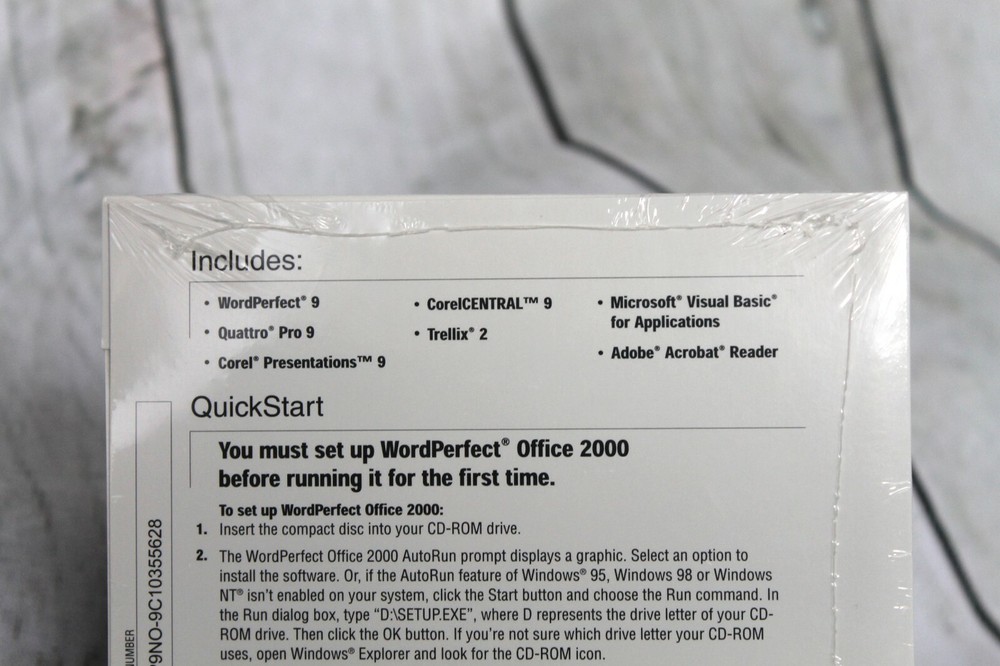 Includes:
• WordPerfect® 9
• Quattro® Pro 9
• Corel® Presentations™ 9
• CorelCENTRAL™ 9
• Trellix® 2
• Microsoft® Visual Basic®
for Applications
• Adobe® Acrobat® Reader
QuickStart
You must set up WordPerfect® Office 2000
before running it for the first time.
To set up WordPerfect Office 2000:
1. Insert the compact disc into your CD-ROM drive.
2. The WordPerfect Office 2000 AutoRun prompt displays a graphic. Select an option to
install the software. Or, if the AutoRun feature of Windows® 95, Windows 98 or Windows
NT® isn't enabled on your system, click the Start button and choose the Run command. In
the Run dialog box, type “D:\SETUP.EXE”, where D represents the drive letter of your CD-
ROM drive. Then click the OK button. If you're not sure which drive letter your CD-ROM
uses, open Windows® Explorer and look for the CD-ROM icon.
UMBER
9NO-9C10355628